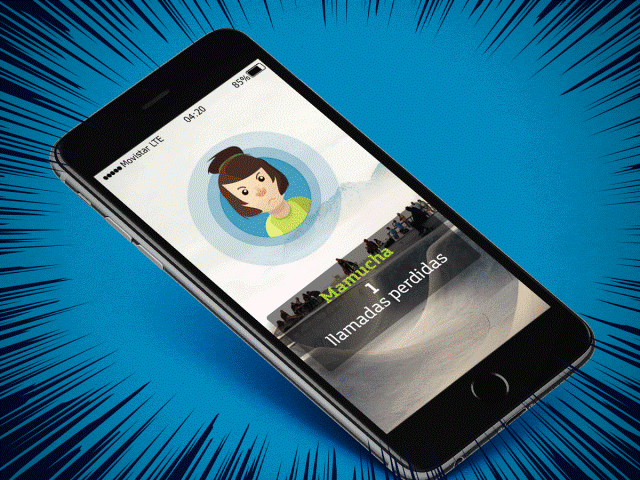 Movistar LTE
04:20
85%
Mamucha
1
llamadas perdidas